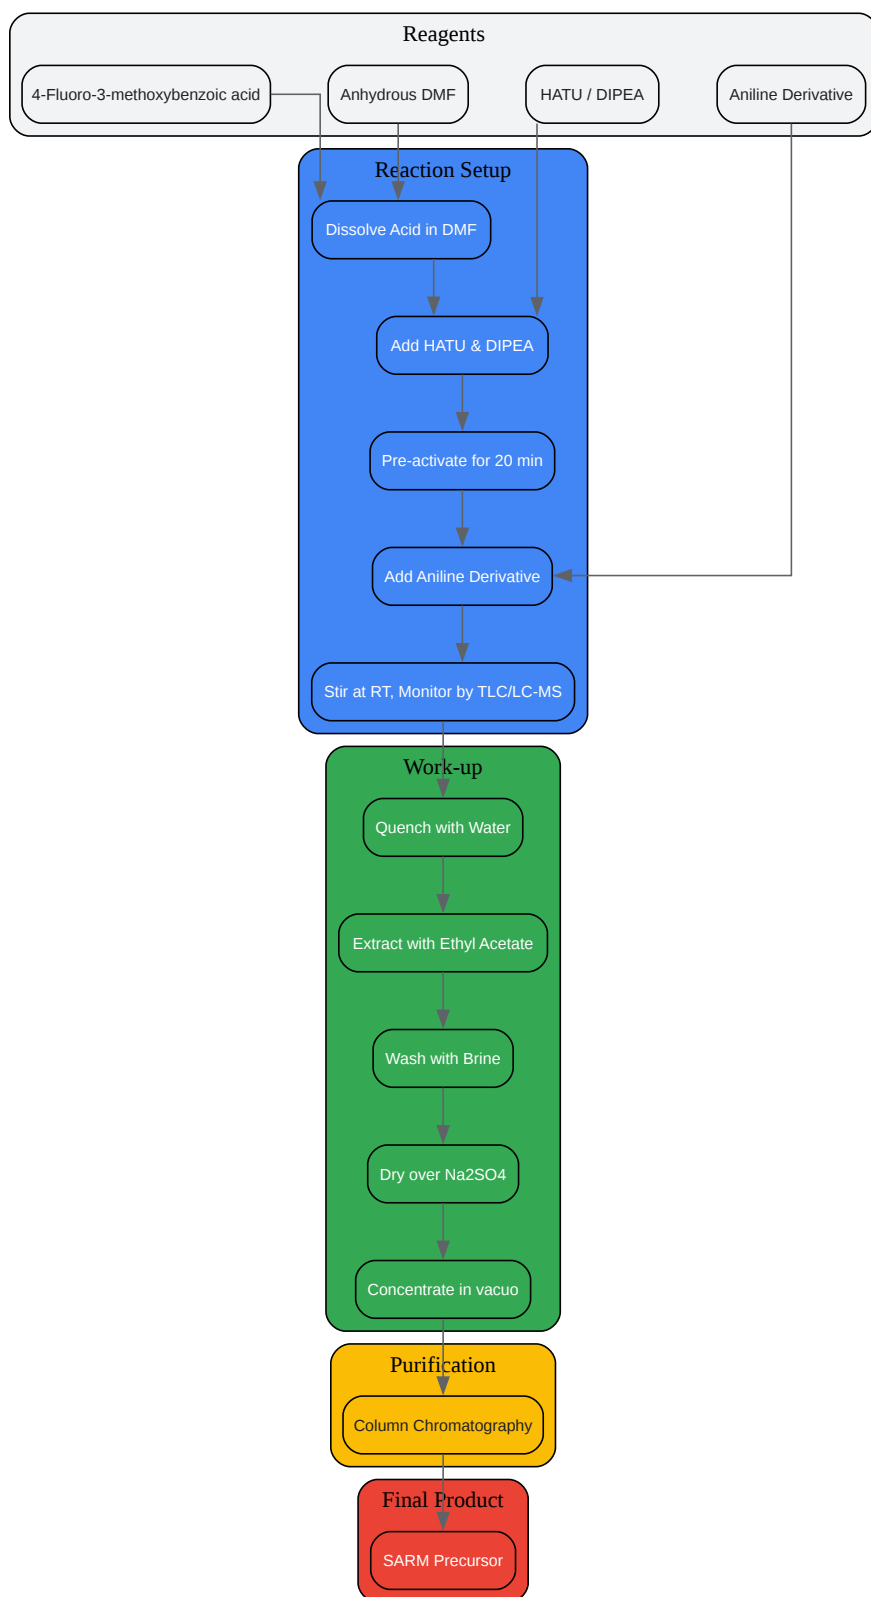 Reagents
4-Fluoro-3-methoxybenzoic acid
Anhydrous DMF
HATU / DIPEA
Aniline Derivative
Reaction Setup
Dissolve Acid in DMF
Add HATU & DIPEA
Pre-activate for 20 min
Add Aniline Derivative
Stir at RT, Monitor by TLC/LC-MS
Work-up
Quench with Water
Extract with Ethyl Acetate
Wash with Brine
Dry over Na2SO4
Concentrate in vacuo
Purification
Column Chromatography
Final Product
SARM Precursor